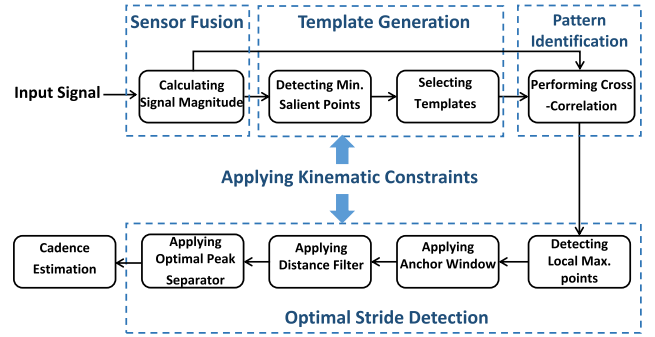 Sensor Fusion
Template Generation
Pattern
Identification
Input Signal
Calculating
Signal Magnitude
Detecting Min.
Salient Points
Selecting
Templates
Performing Cross
-Correlation
Applying Kinematic Constraints
Cadence
Estimation
Applying
Optimal Peak
Separator
Applying
Distance Filter
Applying
Anchor Window
Detecting
Local Max.
points
Optimal Stride Detection